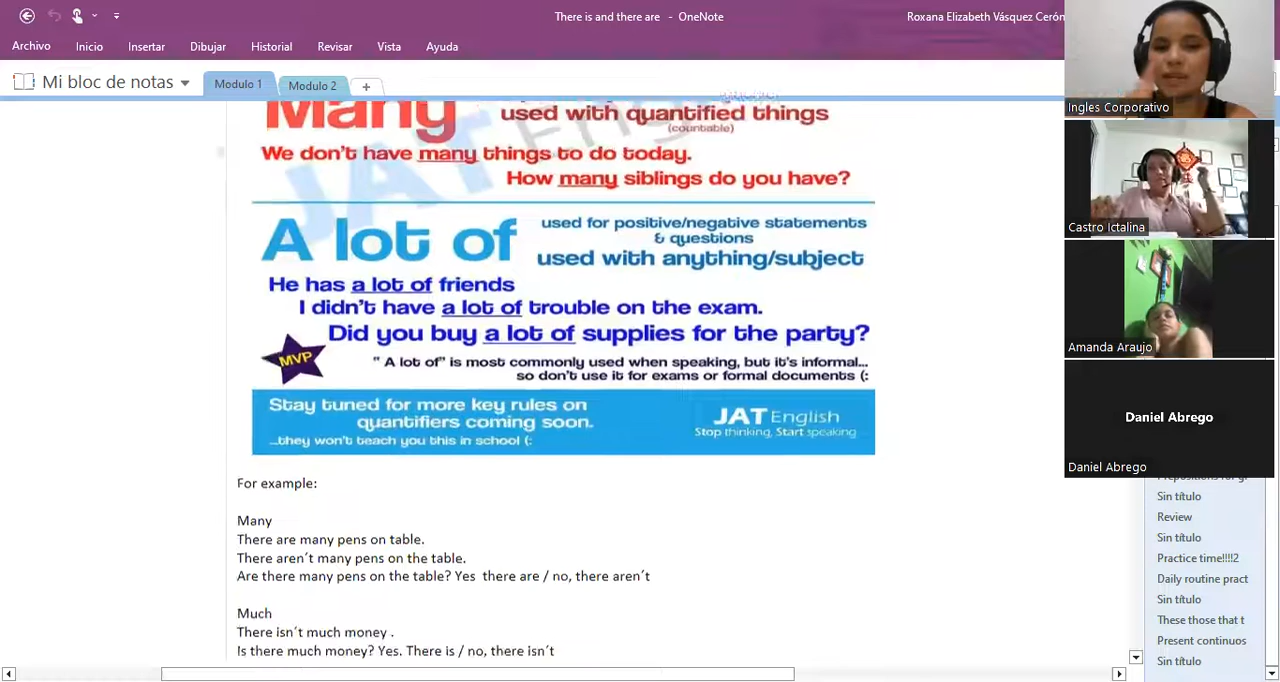 There is and there are - OneNote
Roxana Elizabeth Vásquez Cerón
Archivo
Inicio
Insertar
Dibujar
Historial
Revisar
Vista
Ayuda
Mi bloc de notas
Modulo 1
Modulo 2
+
Many
used with quantified things
(countable)
We don't have many things to do today.
How many siblings do you have?
A lot of
used for positive/negative statements
& questions
used with anything/subject
He has a lot of friends
I didn't have a lot of trouble on the exam.
Did you buy a lot of supplies for the party?
MVP
" A lot of" is most commonly used when speaking, but it's informal...
so don't use it for exams or formal documents (:
Stay tuned for more key rules on
quantifiers coming soon.
...they won't teach you this in school (:
JAT English
Stop thinking, Start speaking
For example:
Many
There are many pens on table.
There aren´t many pens on the table.
Are there many pens on the table? Yes  there are / no, there aren´t
Much
There isn´t much money .
Is there much money? Yes. There is / no, there isn´t
Ingles Corporativo
Castro Ictalina
Amanda Araujo
Daniel Abrego
Daniel Abrego
Sin título
Review
Sin título
Practice time!!!!2
Daily routine pract
Sin título
These those that t
Present continuos
Sin título